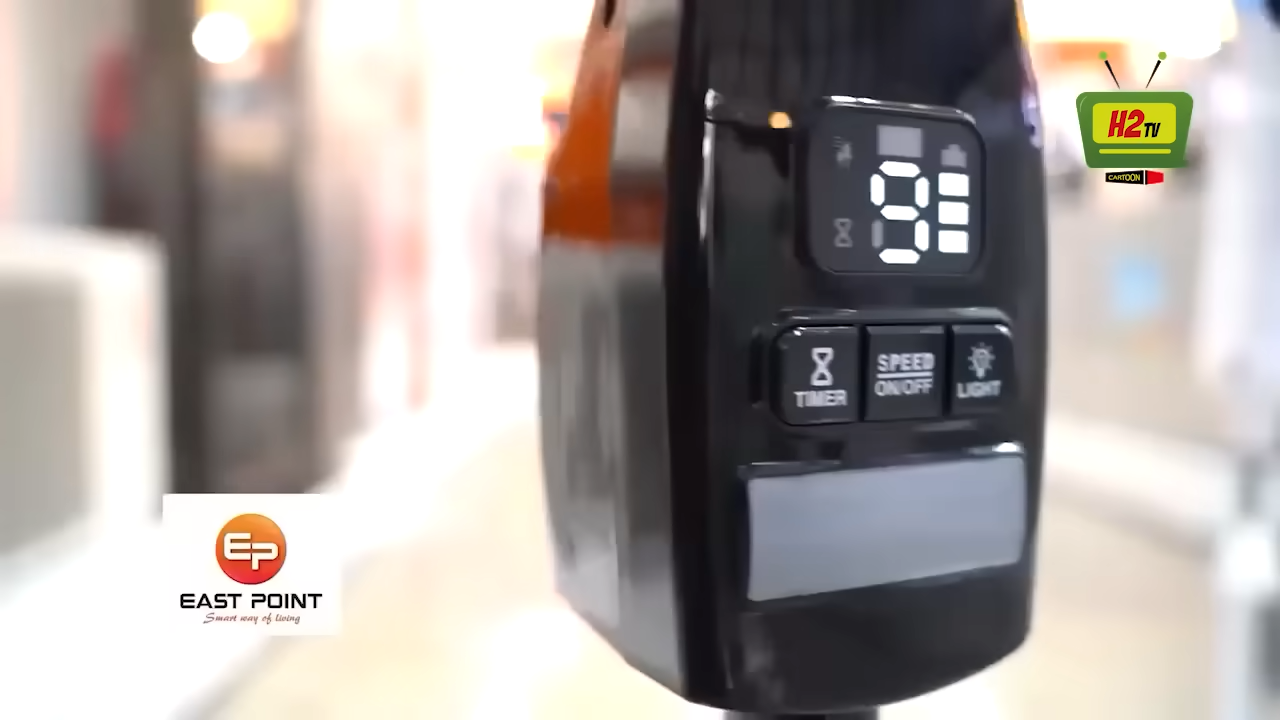 H2TV
CARTOON
9
TIMER
SPEED
ON/OFF
LIGHT
EP
EAST POINT
Smart way of living